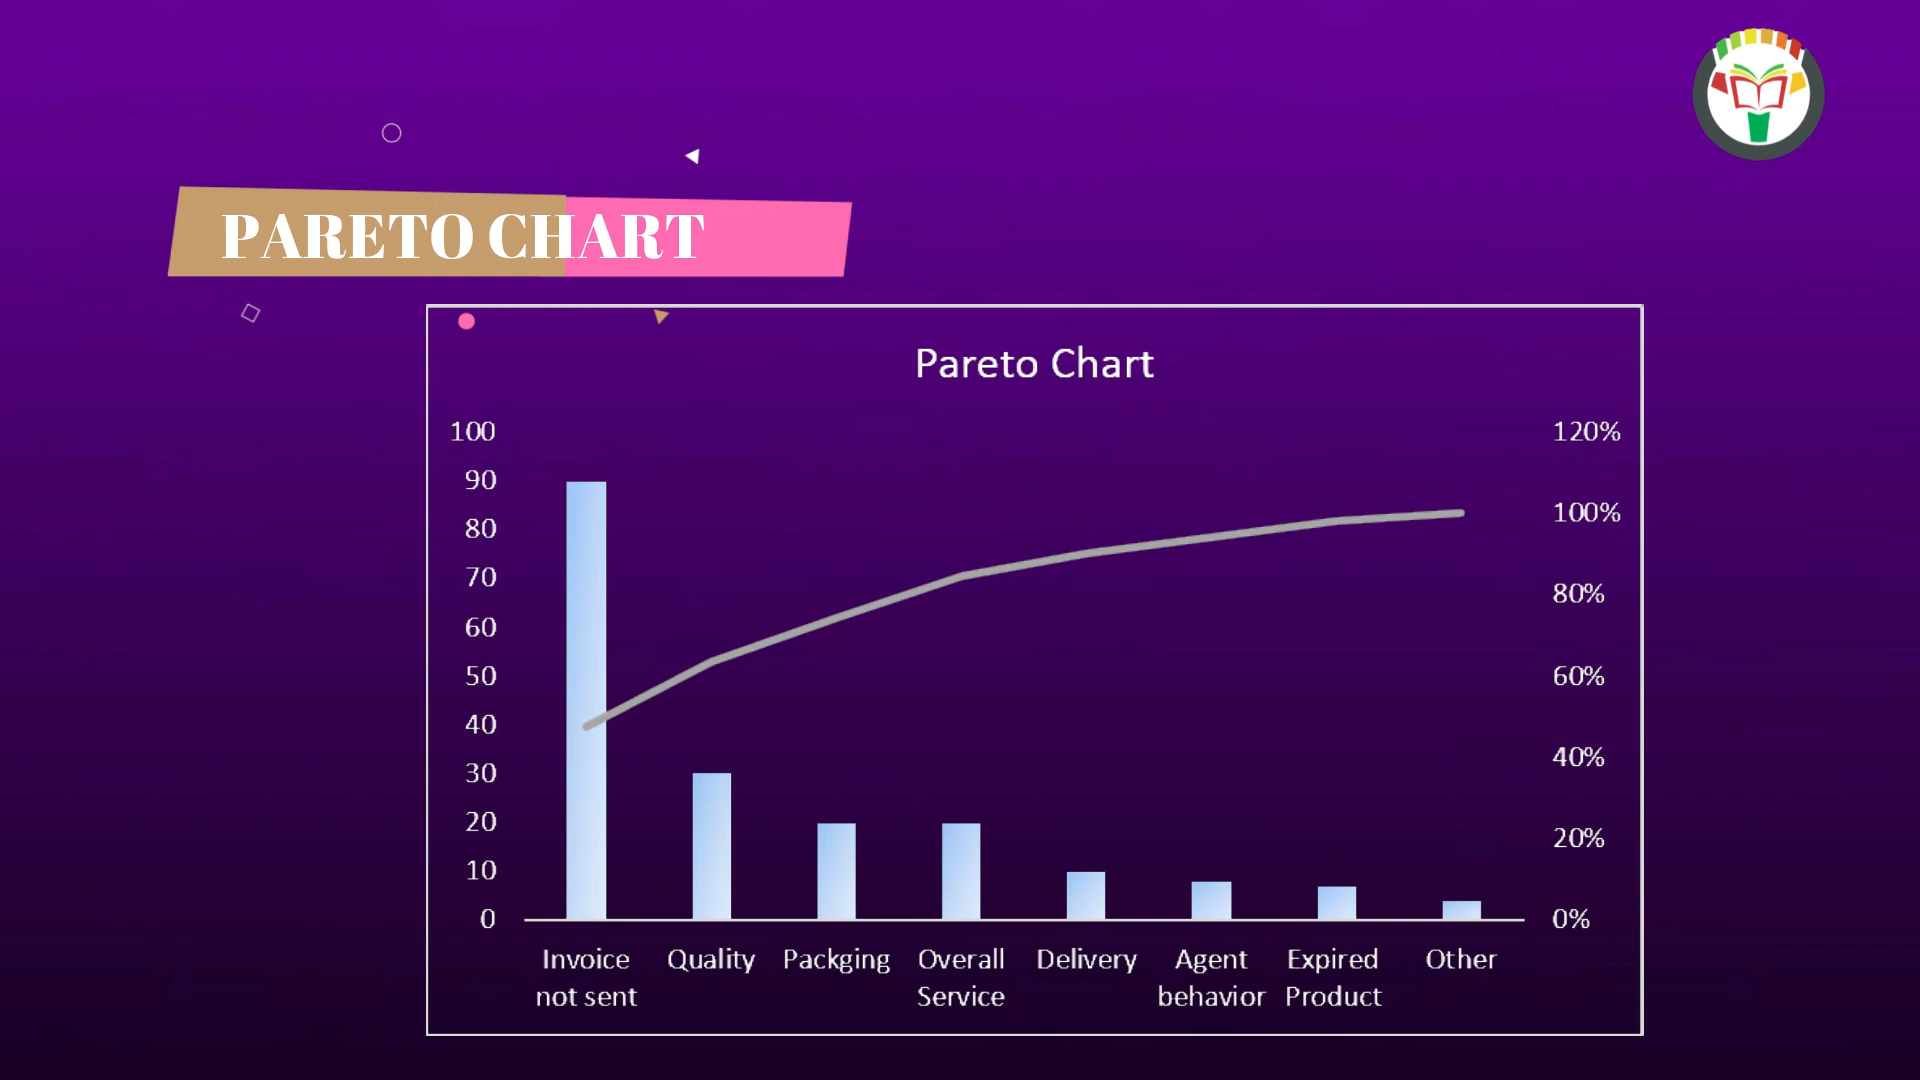 PARETO CHART
Pareto Chart
100
90
80
70
60
50
40
30
20
10
0
120%
100%
80%
60%
40%
20%
0%
Invoice not sent
Quality
Packging
Overall Service
Delivery
Agent behavior
Expired Product
Other